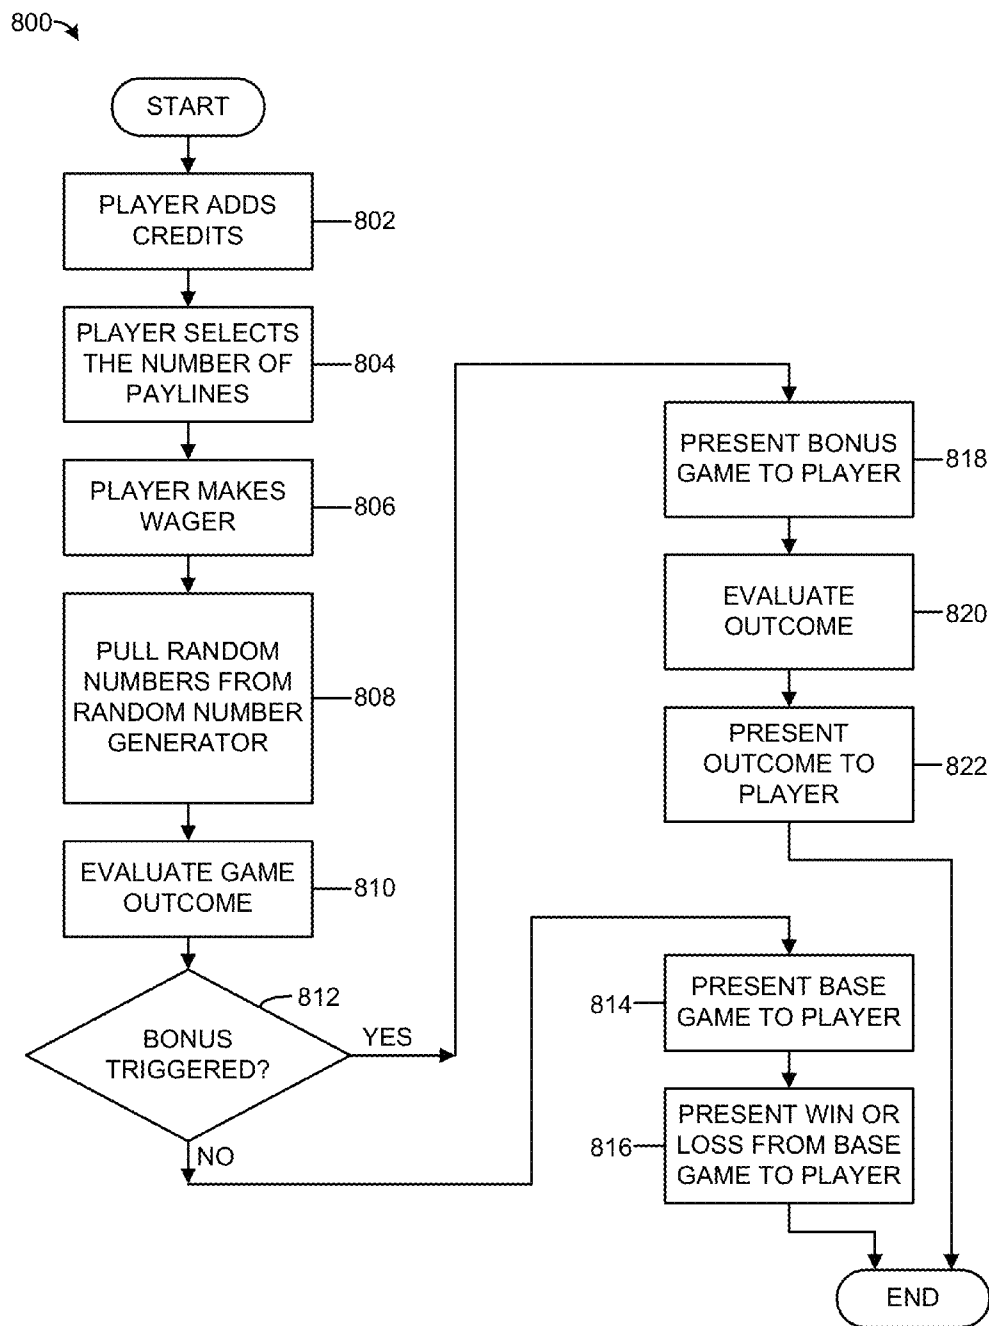 800
START
PLAYER ADDS
CREDITS
802
PLAYER SELECTS
THE NUMBER OF
PAYLINES
804
PLAYER MAKES
WAGER
806
PULL RANDOM
NUMBERS FROM
RANDOM NUMBER
GENERATOR
808
EVALUATE GAME
OUTCOME
810
BONUS
TRIGGERED?
812
YES
NO
PRESENT BONUS
GAME TO PLAYER
818
EVALUATE
OUTCOME
820
PRESENT
OUTCOME TO
PLAYER
822
PRESENT BASE
GAME TO PLAYER
814
PRESENT WIN OR
LOSS FROM BASE
GAME TO PLAYER
816
END